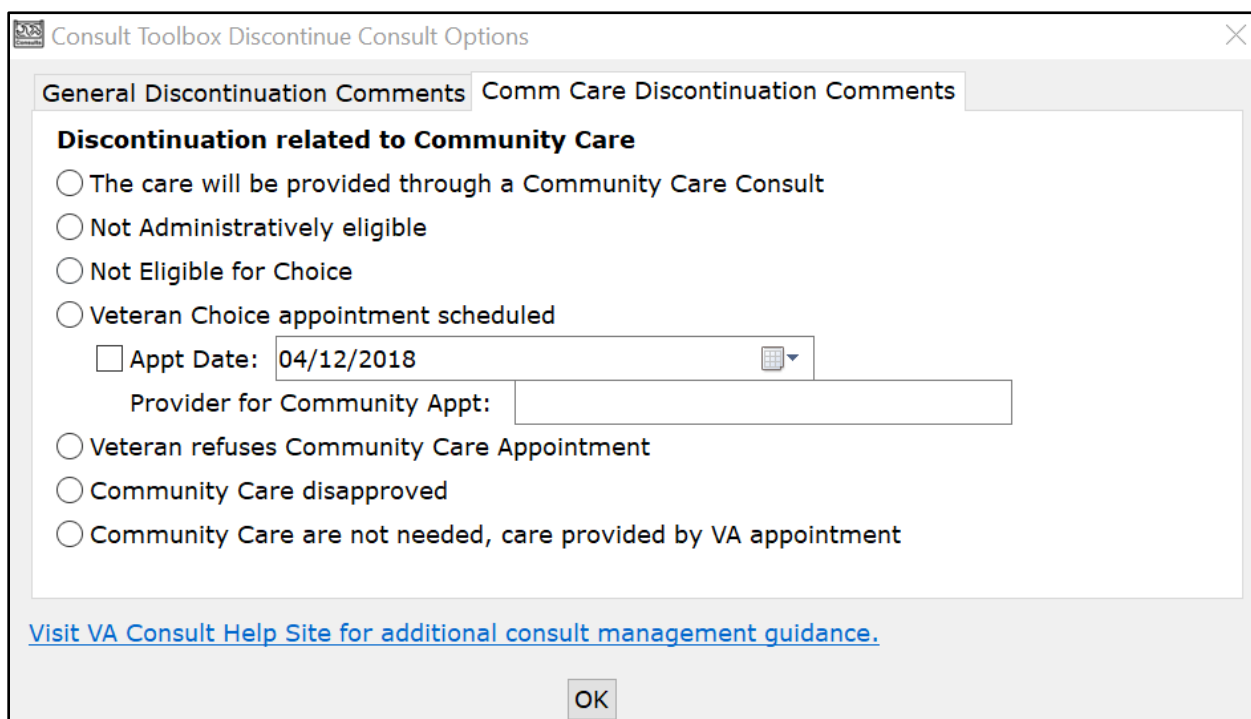 Consult Toolbox Discontinue Consult Options
General Discontinuation Comments Comm Care Discontinuation Comments
Discontinuation related to Community Care
The care will be provided through a Community Care Consult
Not Administratively eligible
Not Eligible for Choice
Veteran Choice appointment scheduled
Appt Date: 04/12/2018
Provider for Community Appt:
Veteran refuses Community Care Appointment
Community Care disapproved
Community Care are not needed, care provided by VA appointment
Visit VA Consult Help Site for additional consult management guidance.
OK